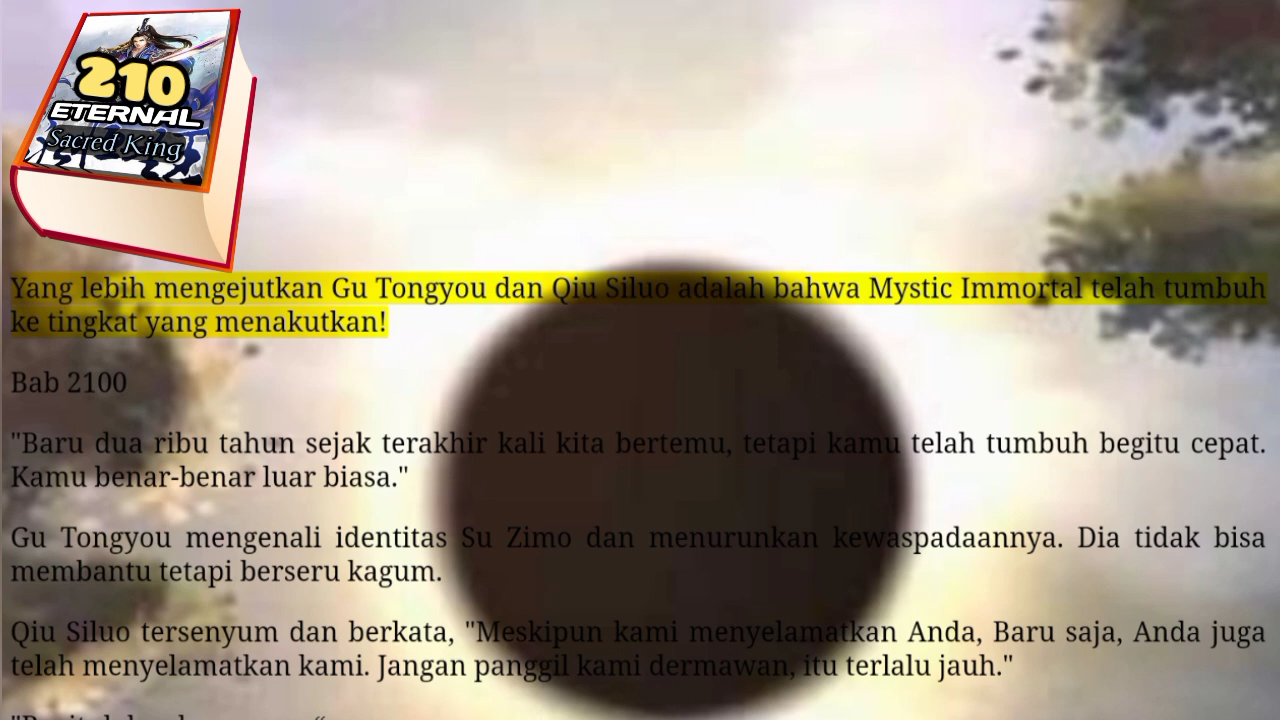 210
ETERNAL
Sacred King
Yang lebih mengejutkan Gu Tongyou dan Qiu Siluo adalah bahwa Mystic Immortal telah tumbuh
ke tingkat yang menakutkan!
Bab 2100
"Baru dua ribu tahun sejak terakhir kali kita bertemu, tetapi kamu telah tumbuh begitu cepat.
Kamu benar-benar luar biasa."
Gu Tongyou mengenali identitas Su Zimo dan menurunkan kewaspadaannya. Dia tidak bisa
membantu tetapi berseru kagum.
Qiu Siluo tersenyum dan berkata, "Meskipun kami menyelamatkan Anda, Baru saja, Anda juga
telah menyelamatkan kami. Jangan panggil kami dermawan, itu terlalu jauh."